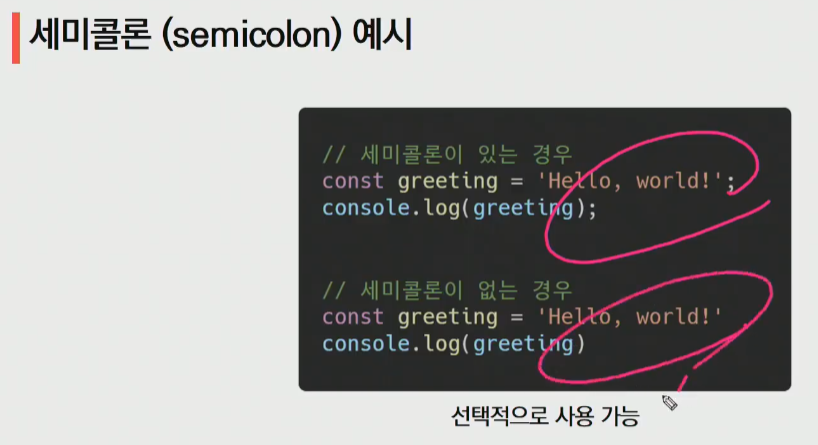 세미콜론 (semicolon) 예시
// 세미콜론이 있는 경우
const greeting = 'Hello, world!';
console.log(greeting);
// 세미콜론이 없는 경우
const greeting = 'Hello, world!'
console.log(greeting)
선택적으로 사용 가능